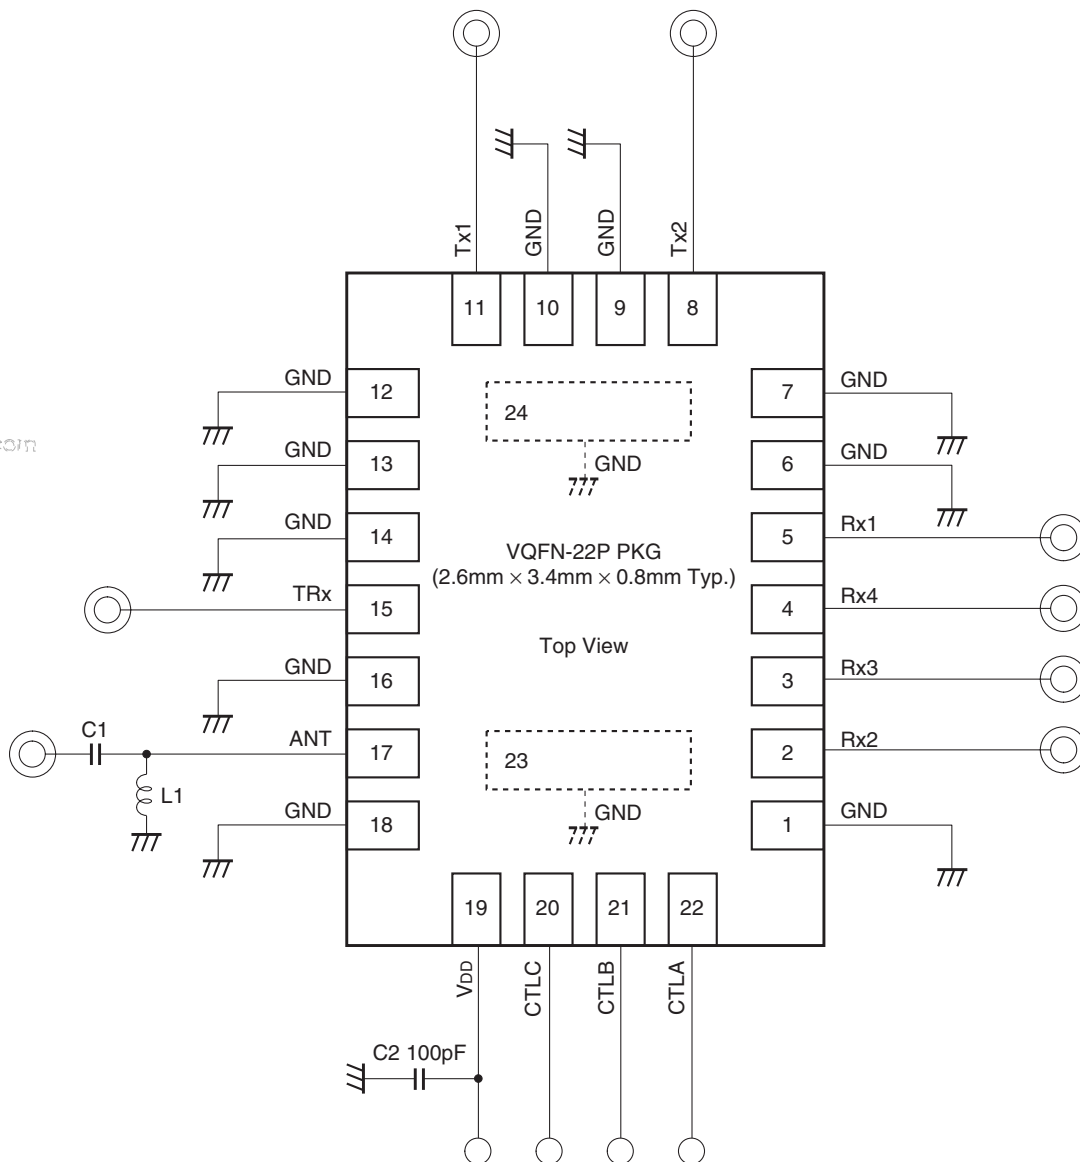 Tx1
GND
GND
Tx2
11
10
9
8
GND
12
24
7
GND
GND
13
GND
6
GND
GND
14
VQFN-22P PKG
5
Rx1
(2.6mm × 3.4mm × 0.8mm Typ.)
TRx
15
4
Rx4
Top View
GND
16
3
Rx3
C1
ANT
17
23
2
Rx2
L1
GND
18
GND
1
GND
19
20
21
22
VDD
CTLC
CTLB
CTLA
C2 100pF